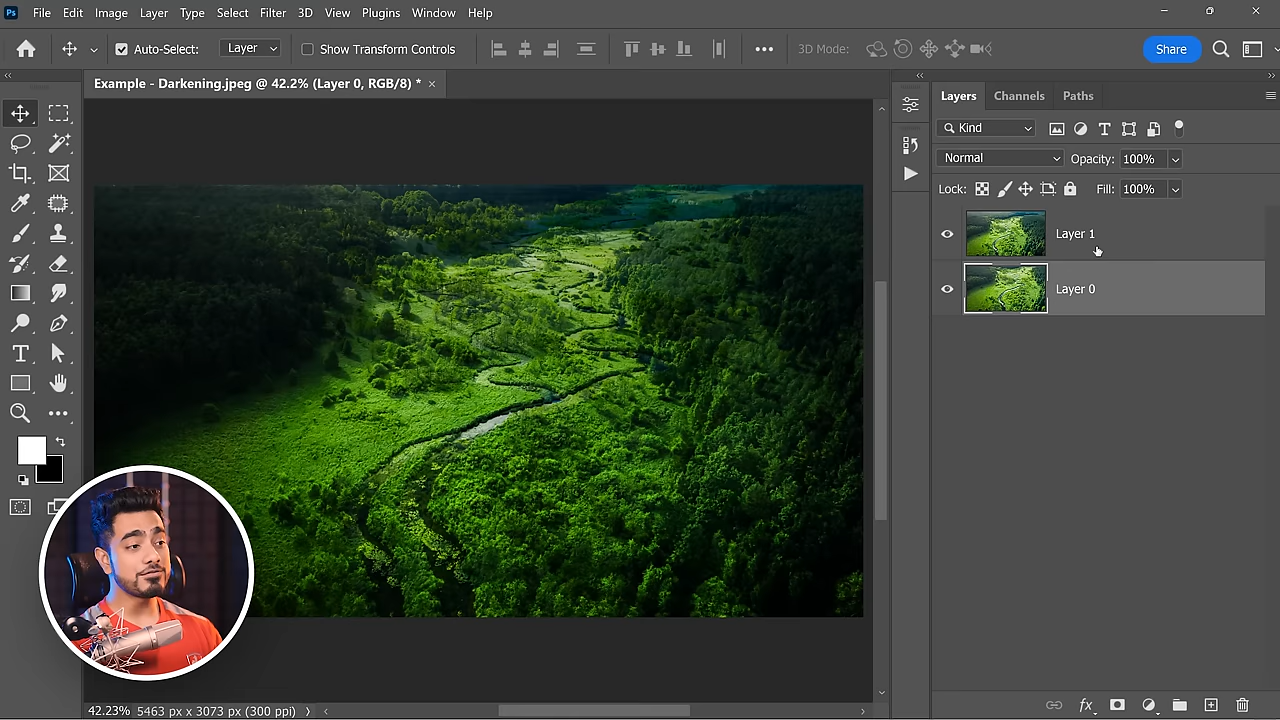 Ps File Edit Image Layer Type Select Filter 3D View Plugins Window Help
Auto-Select: Layer Show Transform Controls 3D Mode: Share
Example - Darkening.jpeg @ 42.2% (Layer 0, RGB/8) * ×
Layers Channels Paths
Kind
Normal Opacity: 100%
Lock: Fill: 100%
Layer 1
Layer 0
42.23% 5463 px x 3073 px (300 ppi)
fx